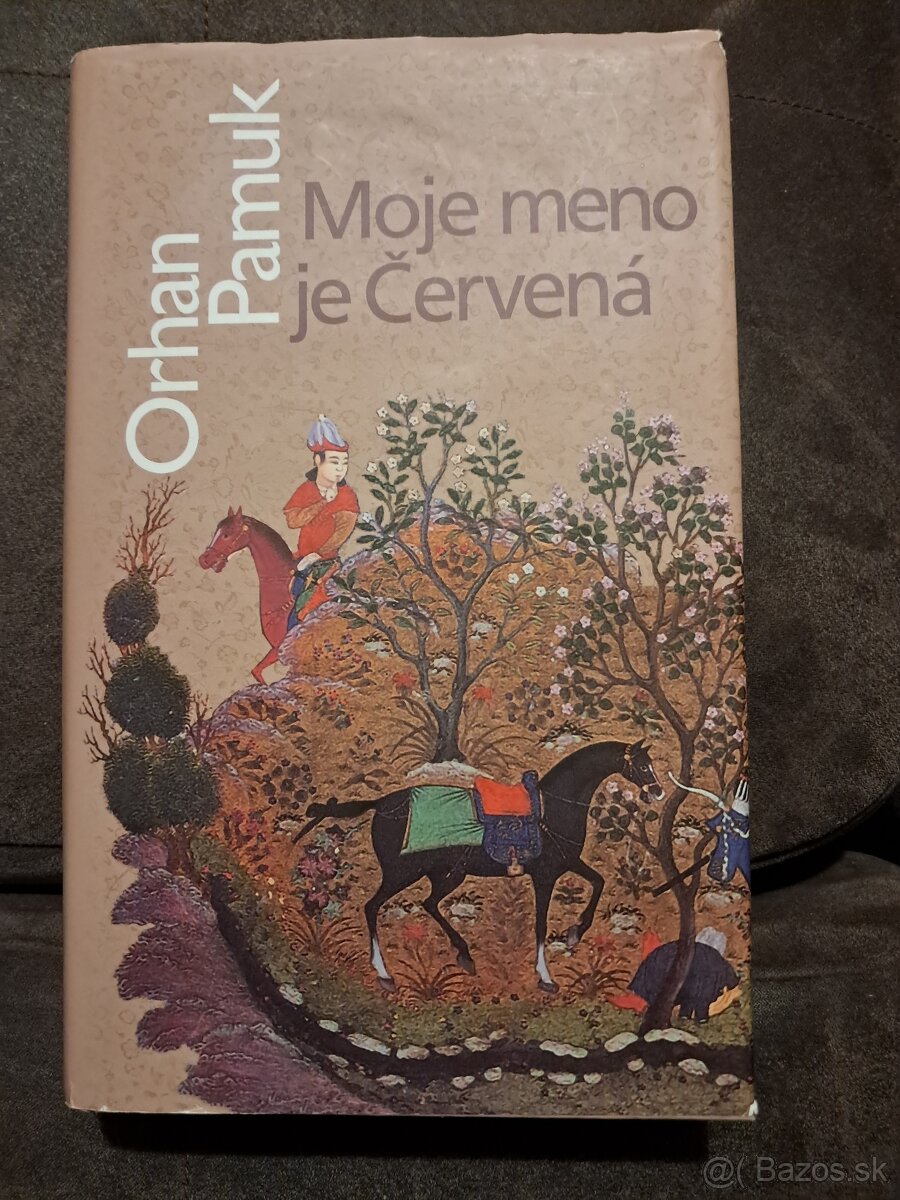 Orhan
Pamuk
Moje meno
je Červená
@( Bazos.sk